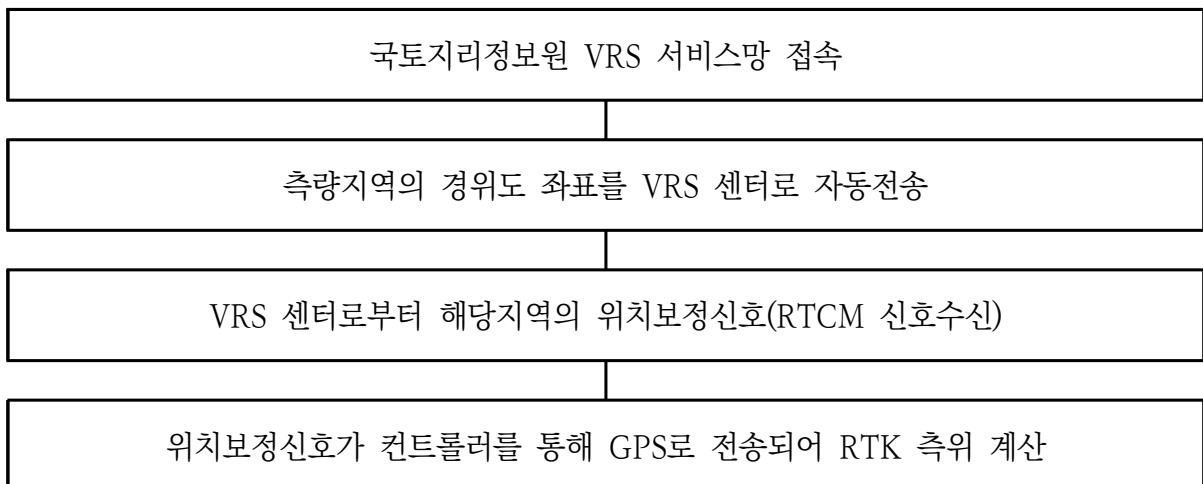 국토지리정보원 VRS 서비스망 접속
측량지역의 경위도 좌표를 VRS 센터로 자동전송
VRS 센터로부터 해당지역의 위치보정신호(RTCM 신호수신)
위치보정신호가 컨트롤러를 통해 GPS로 전송되어 RTK 측위 계산